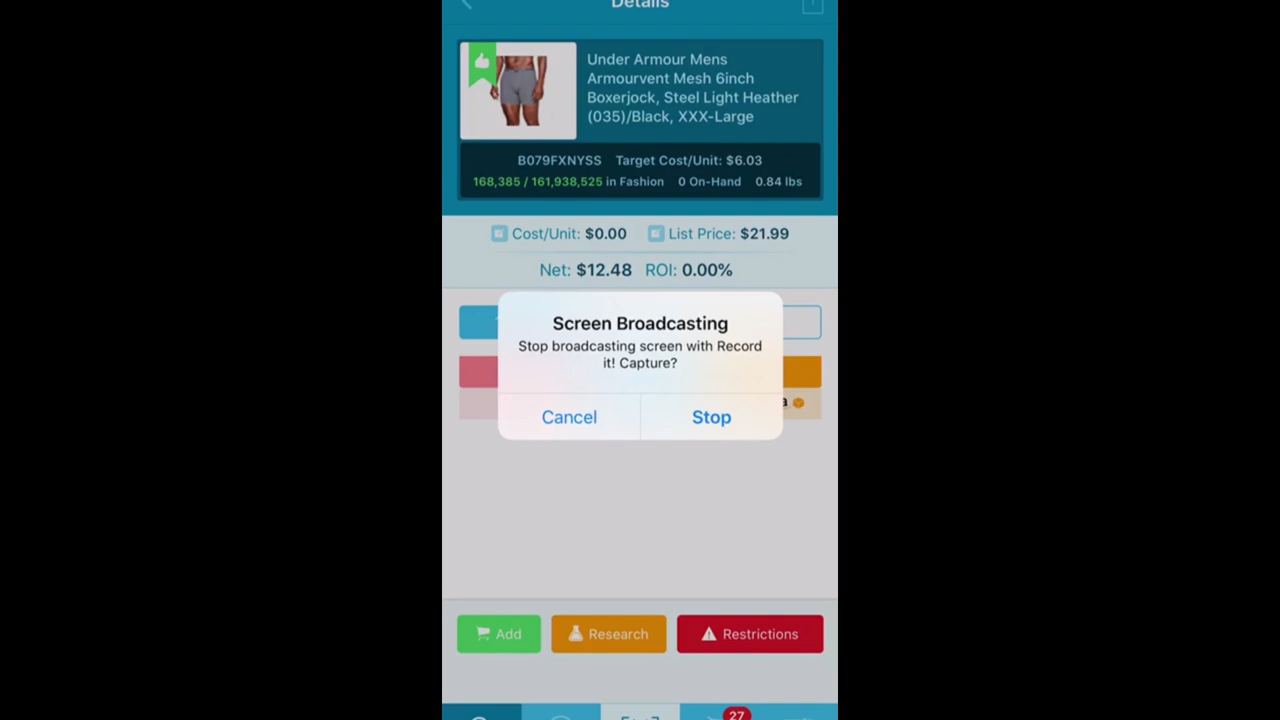 Details
Under Armour Mens
Armourvent Mesh 6inch
Boxerjock, Steel Light Heather
(035)/Black, XXX-Large
B079FXNYSS Target Cost/Unit: $6.03
168,385 / 161,938,525 in Fashion 0 On-Hand 0.84 lbs
Cost/Unit: $0.00 List Price: $21.99
Net: $12.48 ROI: 0.00%
Screen Broadcasting
Stop broadcasting screen with Record
it! Capture?
Cancel Stop
a
Add Research Restrictions
27